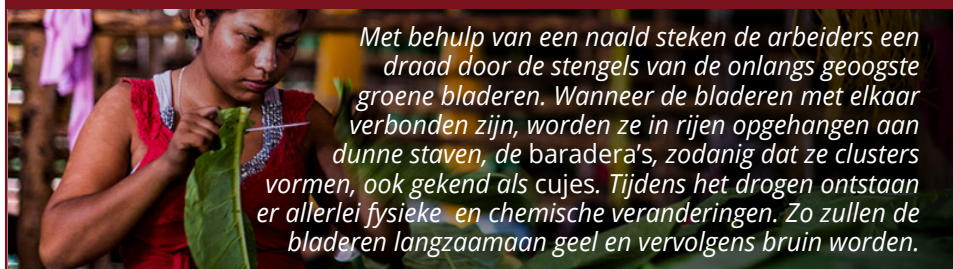 Met behulp van een naald steken de arbeiders een
draad door de stengels van de onlangs geoogste
groene bladeren. Wanneer de bladeren met elkaar
verbonden zijn, worden ze in rijen opgehangen aan
dunne staven, de baradera's, zodanig dat ze clusters
vormen, ook gekend als cujes. Tijdens het drogen ontstaan
er allerlei fysieke  en chemische veranderingen. Zo zullen de
bladeren langzaamaan geel en vervolgens bruin worden.